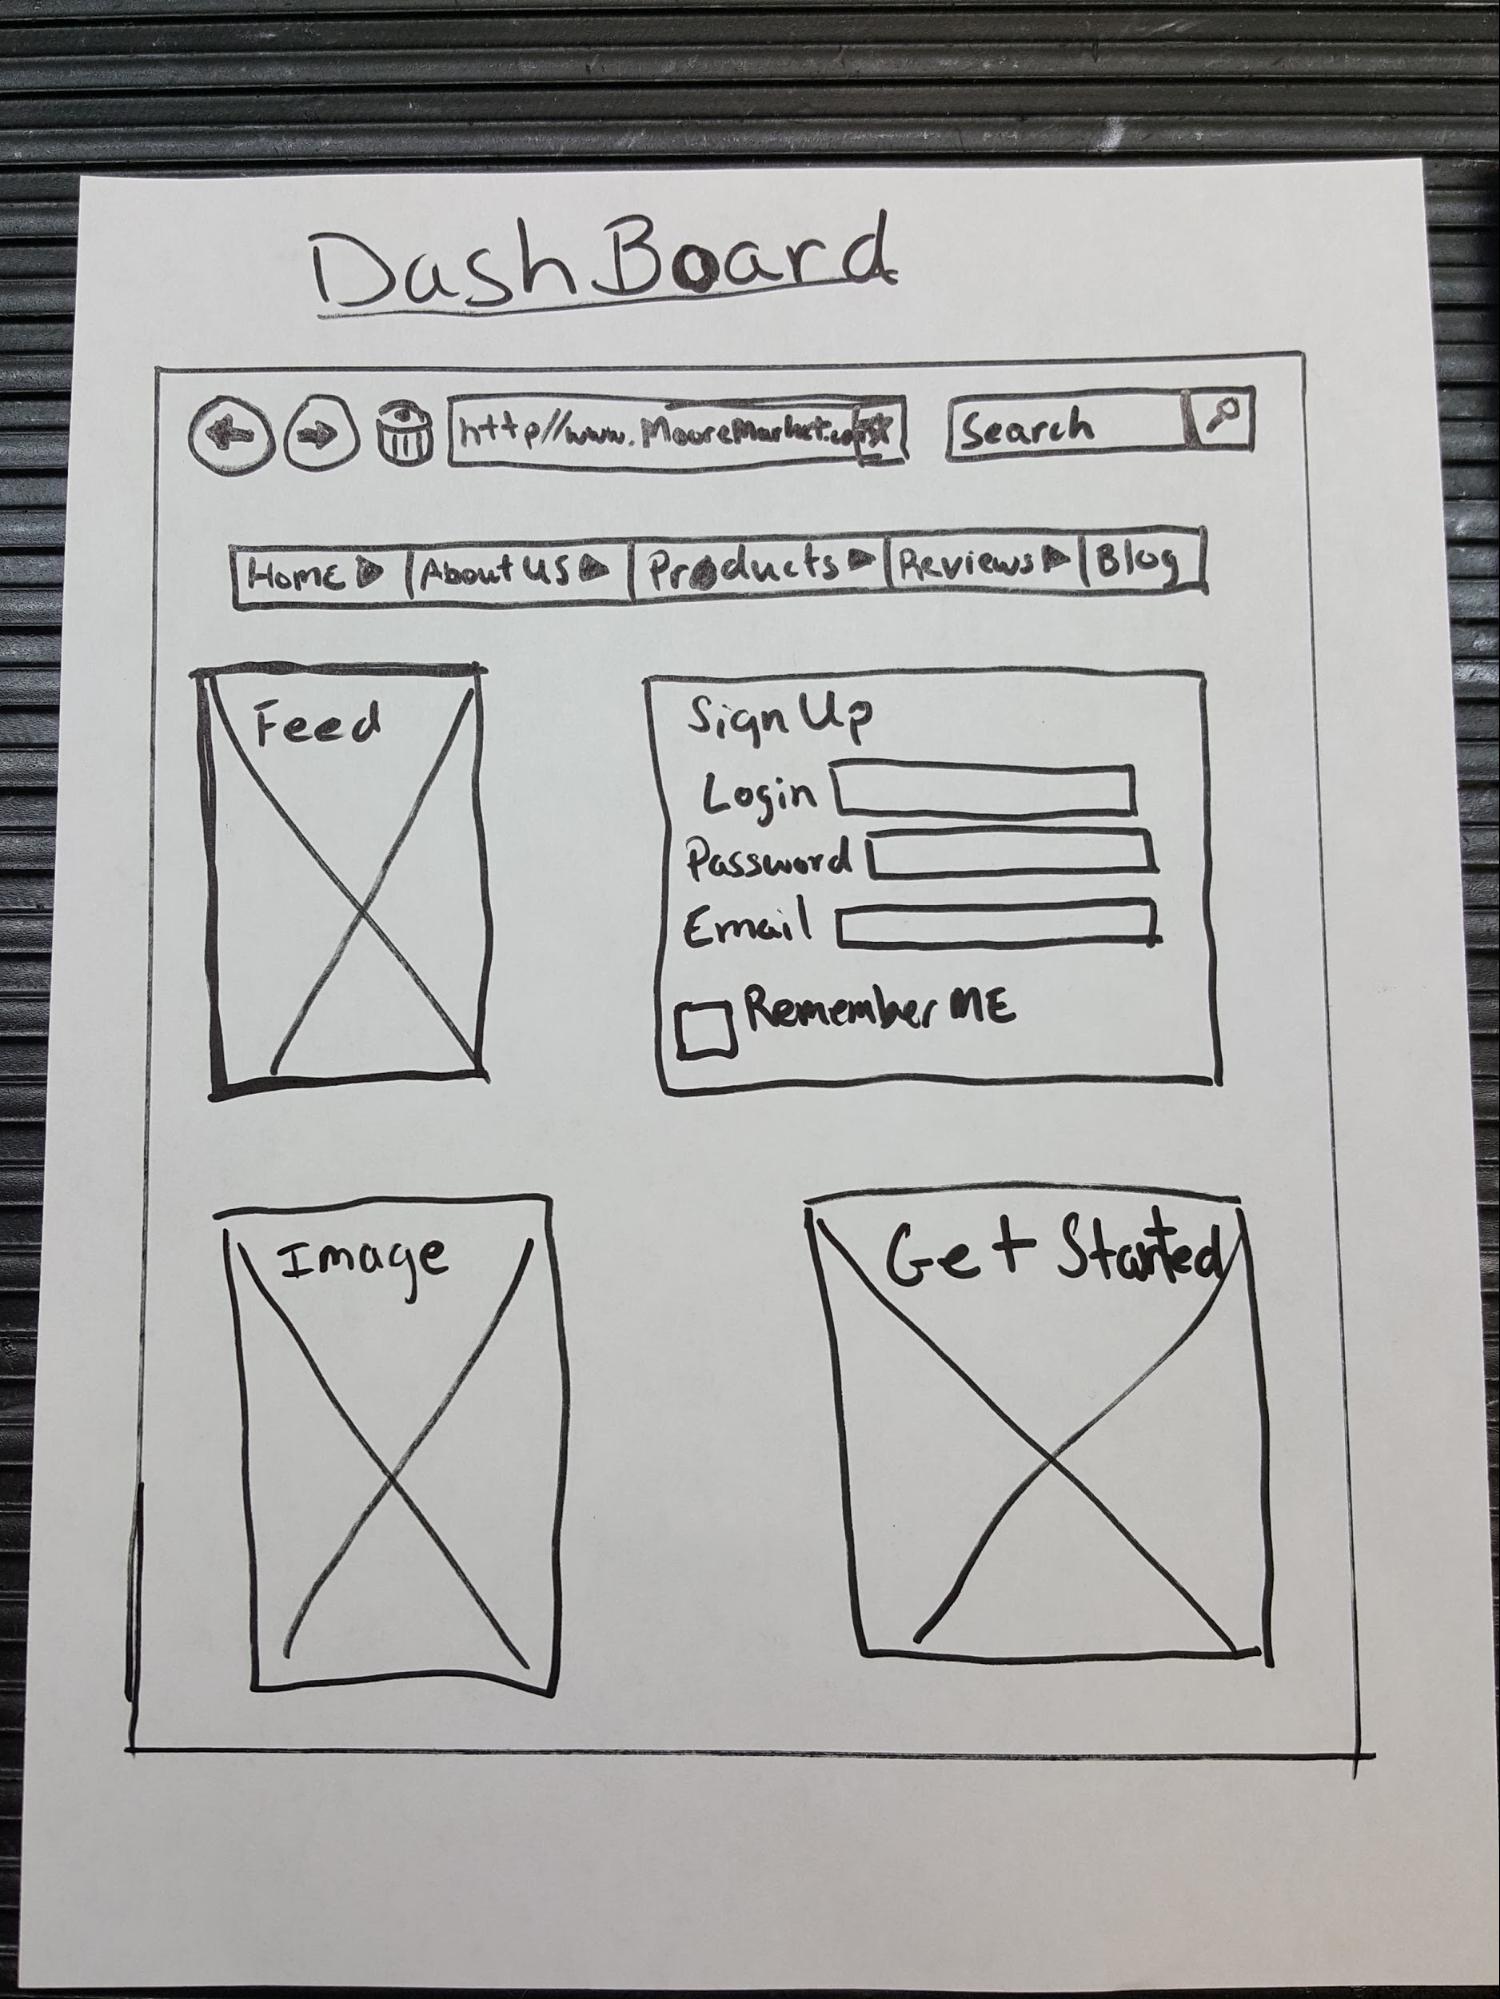 DashBoard
http//www.MooreMarket.com
Search
Home
About US
Products
Reviews
Blog
Feed
Sign Up
Login
Password
Email
Remember ME
Image
Get Started